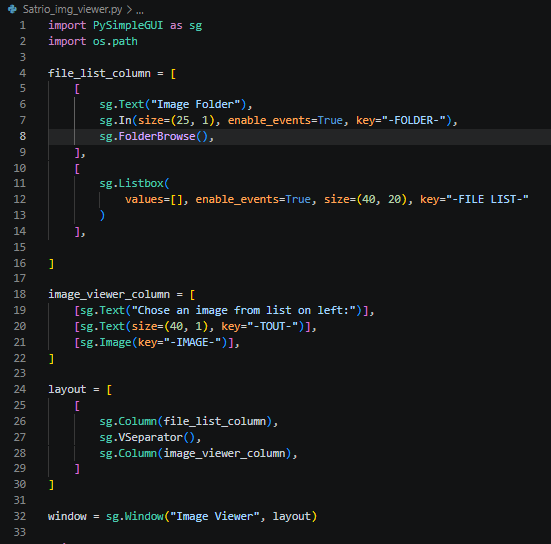 Satrio_img_viewer.py > ...
1 import PySimpleGUI as sg
2 import os.path
3
4 file_list_column = [
5     [
6         sg.Text("Image Folder"),
7         sg.In(size=(25, 1), enable_events=True, key="-FOLDER-"),
8         sg.FolderBrowse(),
9     ],
10     [
11         sg.Listbox(
12             values=[], enable_events=True, size=(40, 20), key="-FILE LIST-"
13         )
14     ],
15
16 ]
17
18 image_viewer_column = [
19     [sg.Text("Chose an image from list on left:")],
20     [sg.Text(size=(40, 1), key="-TOUT-")],
21     [sg.Image(key="-IMAGE-")],
22 ]
23
24 layout = [
25     [
26         sg.Column(file_list_column),
27         sg.VSeparator(),
28         sg.Column(image_viewer_column),
29     ]
30 ]
31
32 window = sg.Window("Image Viewer", layout)
33